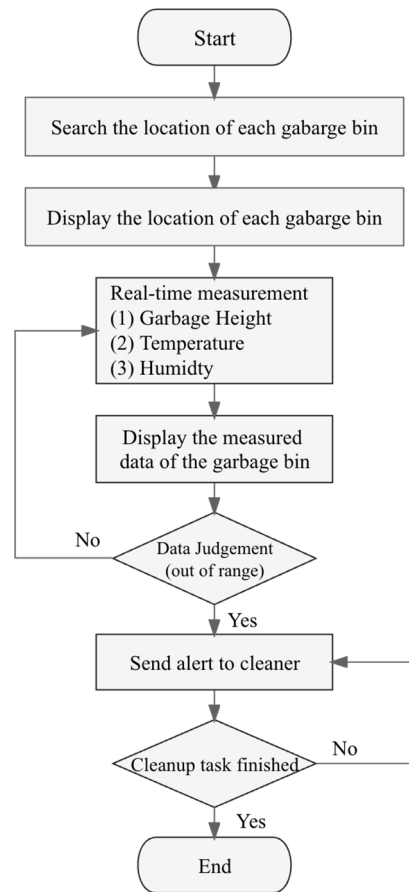 Start
Search the location of each gabarge bin
Display the location of each gabarge bin
Real-time measurement
(1) Garbage Height
(2) Temperature
(3) Humidty
Display the measured
data of the garbage bin
Data Judgement
(out of range)
No
Yes
Send alert to cleaner
Cleanup task finished
No
Yes
End